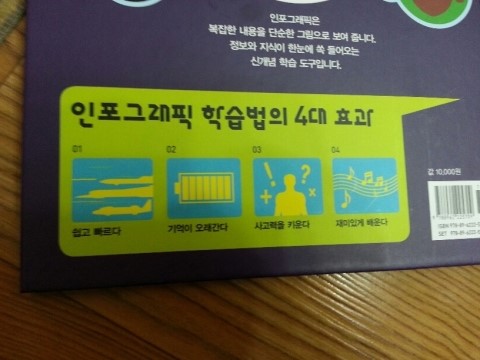 인포그래픽은
복잡한 내용을 단순한 그림으로 보여 줍니다.
정보와 지식이 한눈에 쏙 들어오는
신개념 학습 도구입니다.
인포그래픽 학습법의 4대 효과
01
쉽고 빠르다
02
기억이 오래간다
03
사고력을 키운다
04
재미있게 배운다
값 10,000원